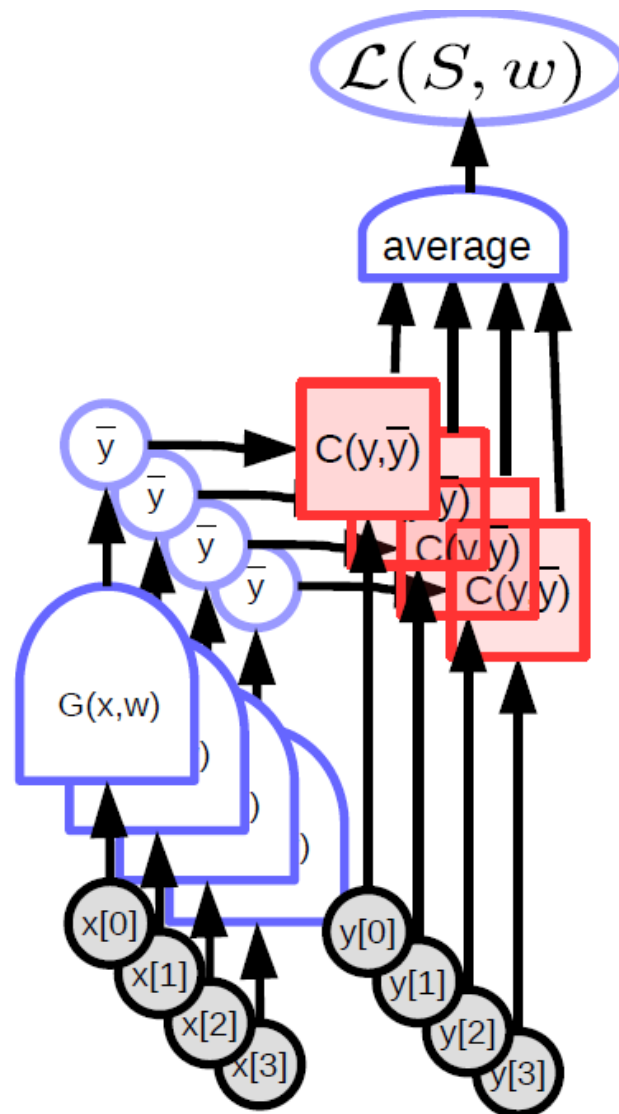 ℒ(S, w)
average
y̅
C(y,y̅)
y̅
y̅)
y̅
C(y,y̅)
y̅
C(y,y̅)
G(x,w)
)
)
)
x[0]
y[0]
x[1]
y[1]
x[2]
y[2]
x[3]
y[3]